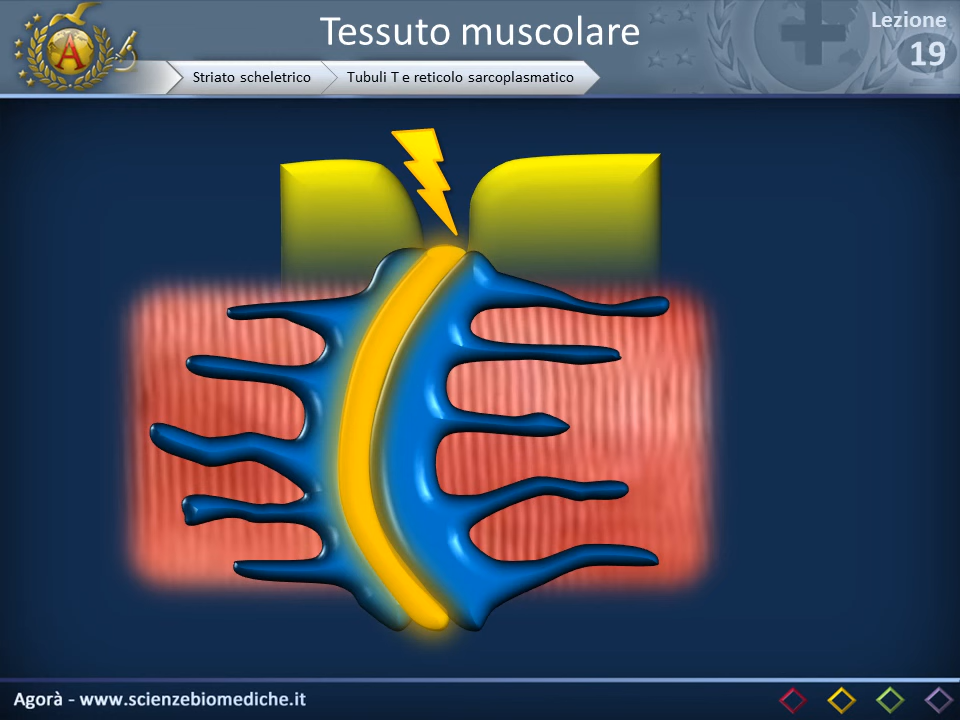 Tessuto muscolare
Lezione
19
Striato scheletrico
Tubuli T e reticolo sarcoplasmatico
A
Agorà - www.scienzebiomediche.it